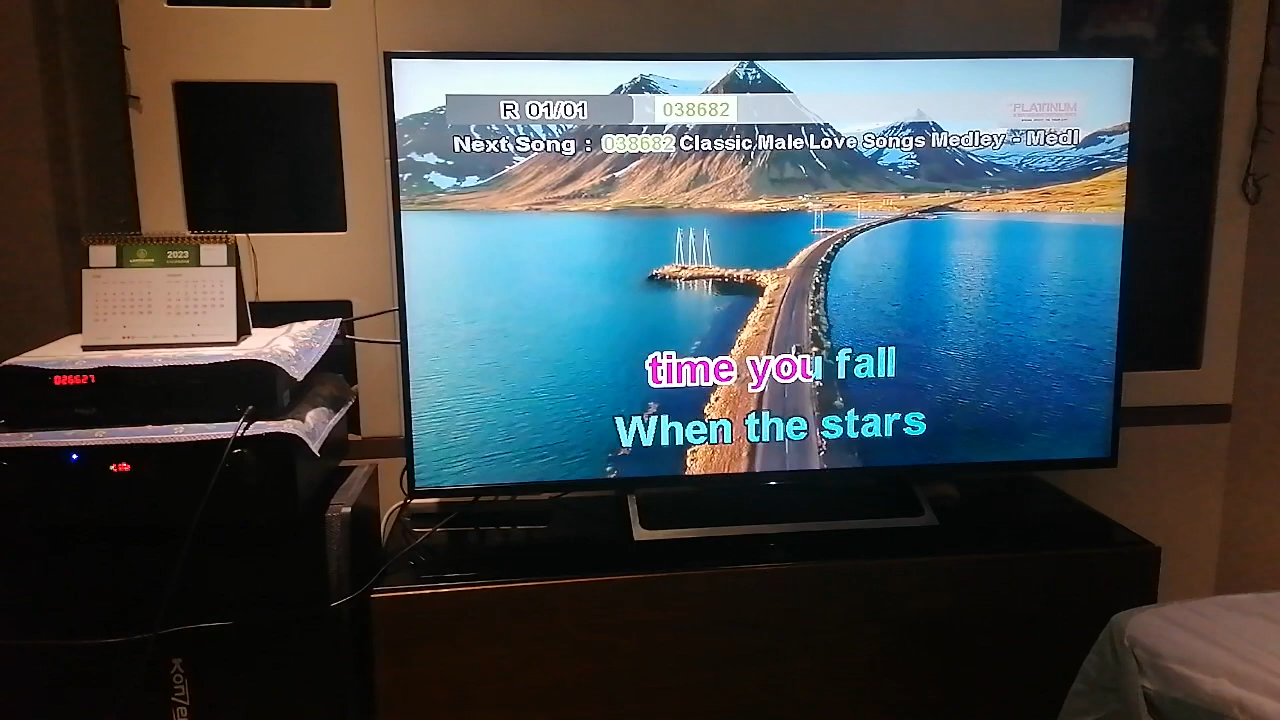 R 01/01
038682
PLATINUM
Next Song : 038682 Classic Male Love Songs Medley - Medl
time you fall
When the stars
2023
026627
Konze